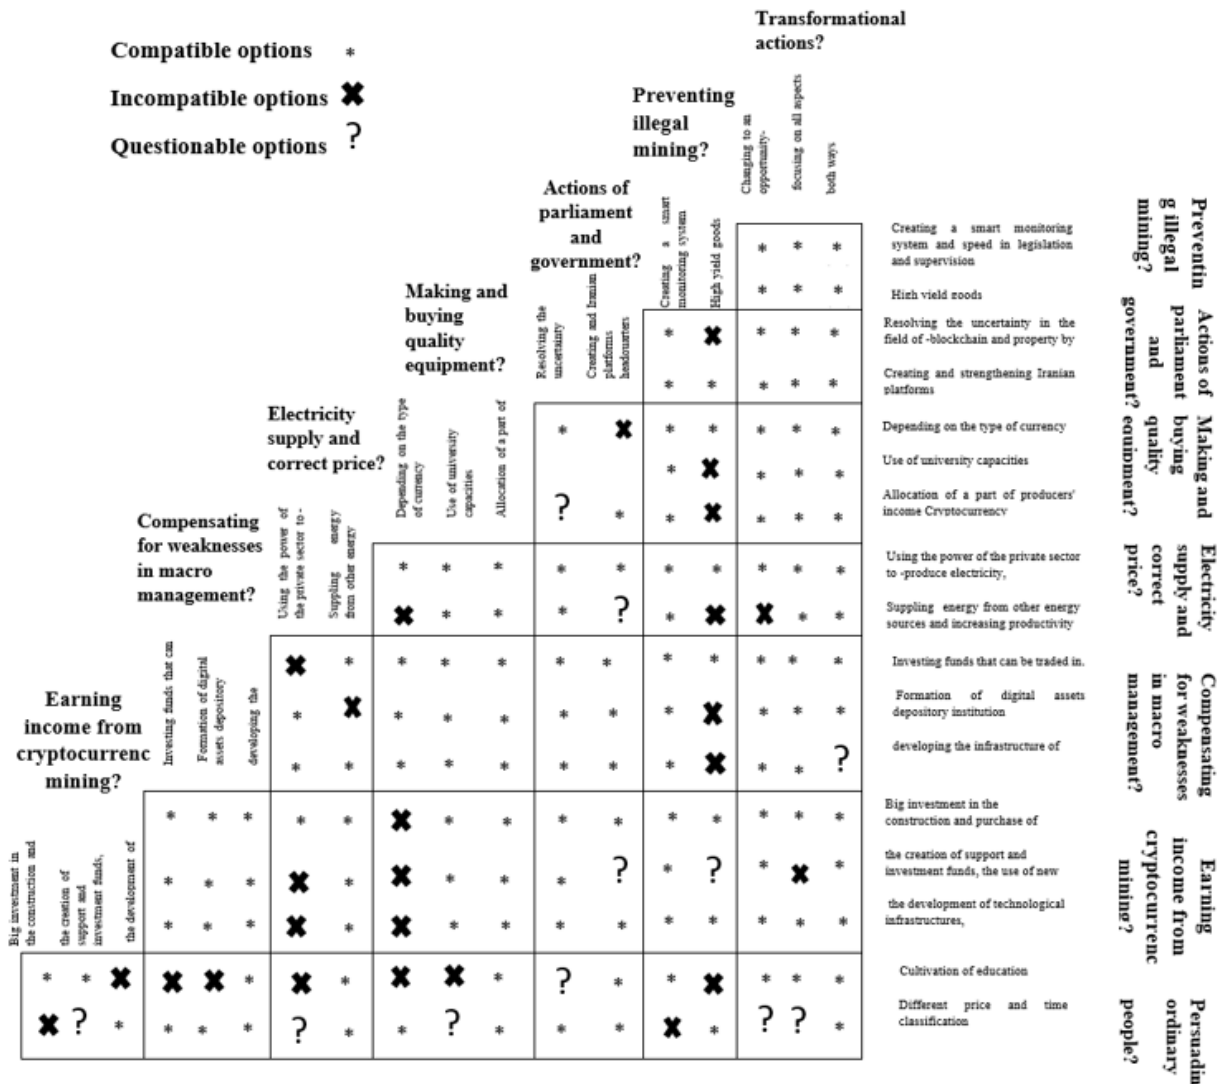 Transformational
actions?
Compatible options *
Incompatible options ✖
Questionable options ?
Preventing
illegal
mining?
Changing to an
opportunity-
focusing on all aspects
both ways
Actions of
parliament
and
government?
Creating a smart
monitoring system
High yield goods
Making and
buying
quality
equipment?
Resolving the
uncertainty
Creating and Iranian
platforms
headquarters
Electricity
supply and
correct price?
Depending on the type
of currency
Use of university
capacities
Allocation of a part of
Compensating
for weaknesses
in macro
management?
Using the power of
the private sector to -
Suppling energy
from other energy
Earning
income from
cryptocurrenc
mining?
Investing funds that can
Formation of digital
assets depository
developing the
Big investment in
the construction and
the creation of
support and
investment funds,
the development of
* * *
Creating a smart monitoring
system and speed in legislation
and supervision
* * *
High yield goods
Preventin
g illegal
mining?
* ✖ * * *
Resolving the uncertainty in the
field of -blockchain and property by
* * * * *
Creating and strengthening Iranian
platforms
Actions of
parliament
and
government?
* ✖ * * * * *
Depending on the type of currency
* ✖ * * *
Use of university capacities
? * * ✖ * * *
Allocation of a part of producers'
income Cryptocurrency
Making and
buying
quality
equipment?
* * * * * * * * * *
Using the power of the private sector
to -produce electricity,
✖ * * * ? * ✖ ✖ * *
Suppling energy from other energy
sources and increasing productivity
Electricity
supply and
correct
price?
✖ * * * * * * * * * * *
Investing funds that can be traded in.
* ✖ * * * * * * ✖ * * *
Formation of digital assets
depository institution
* * * * * * * * ✖ * * ?
developing the infrastructure of
Compensating
for weaknesses
in macro
management?
* * * * * ✖ * * * * * * * * *
Big investment in the
construction and purchase of
* * * ✖ * ✖ * * * ? * ? * ✖ *
the creation of support and
investment funds, the use of new
* * * ✖ * ✖ * * * * * * * * *
the development of technological
infrastructures,
Earning
income from
cryptocurrenc
mining?
* * ✖ ✖ ✖ * ✖ * ✖ ✖ * ? * * ✖ * * *
Cultivation of education
✖ ? * * * * ? * * ? * * * ✖ * ? ? *
Different price and time
classification
Persuadin
ordinary
people?